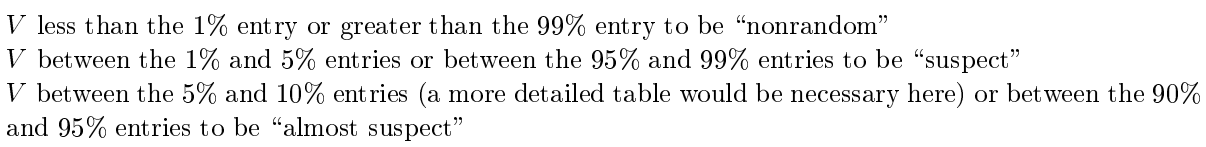 V less than the 1% entry or greater than the 99% entry to be “nonrandom”
V between the 1% and 5% entries or between the 95% and 99% entries to be “suspect”
V between the 5% and 10% entries (a more detailed table would be necessary here) or between the 90%
and 95% entries to be “almost suspect”